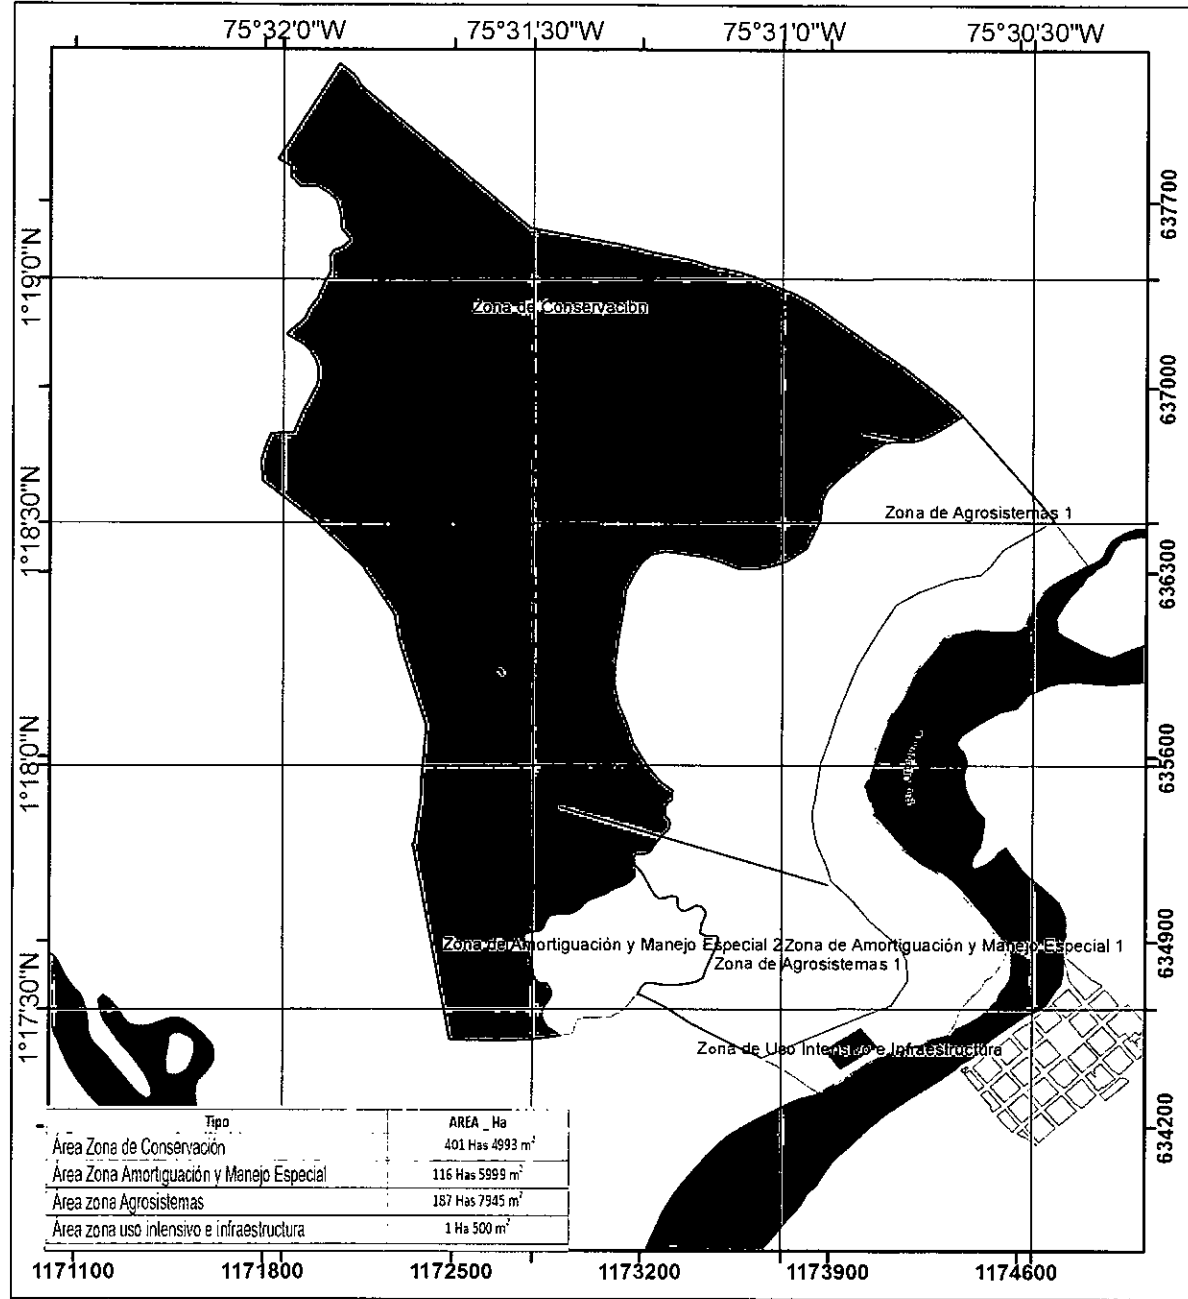 75°32'0"W 75°31'30"W 75°31'0"W 75°30'30"W
637700
1°19'0"N
Zona de Conservación
637000
1°18'30"N
Zona de Agrosistemas 1
636300
1°18'0"N
635600
634900
Zona de Amortiguación y Manejo Especial 2 Zona de Amortiguación y Manejo Especial 1
Zona de Agrosistemas 1
1°17'30"N
Zona de Uso Intensivo e Infraestructura
634200
Tipo AREA _ Ha
Área Zona de Conservación 401 Has 4993 m²
Área Zona Amortiguación y Manejo Especial 116 Has 5999 m²
Área zona Agrosistemas 187 Has 7945 m²
Área zona uso intensivo e infraestructura 1 Ha 500 m²
1171100 1171800 1172500 1173200 1173900 1174600